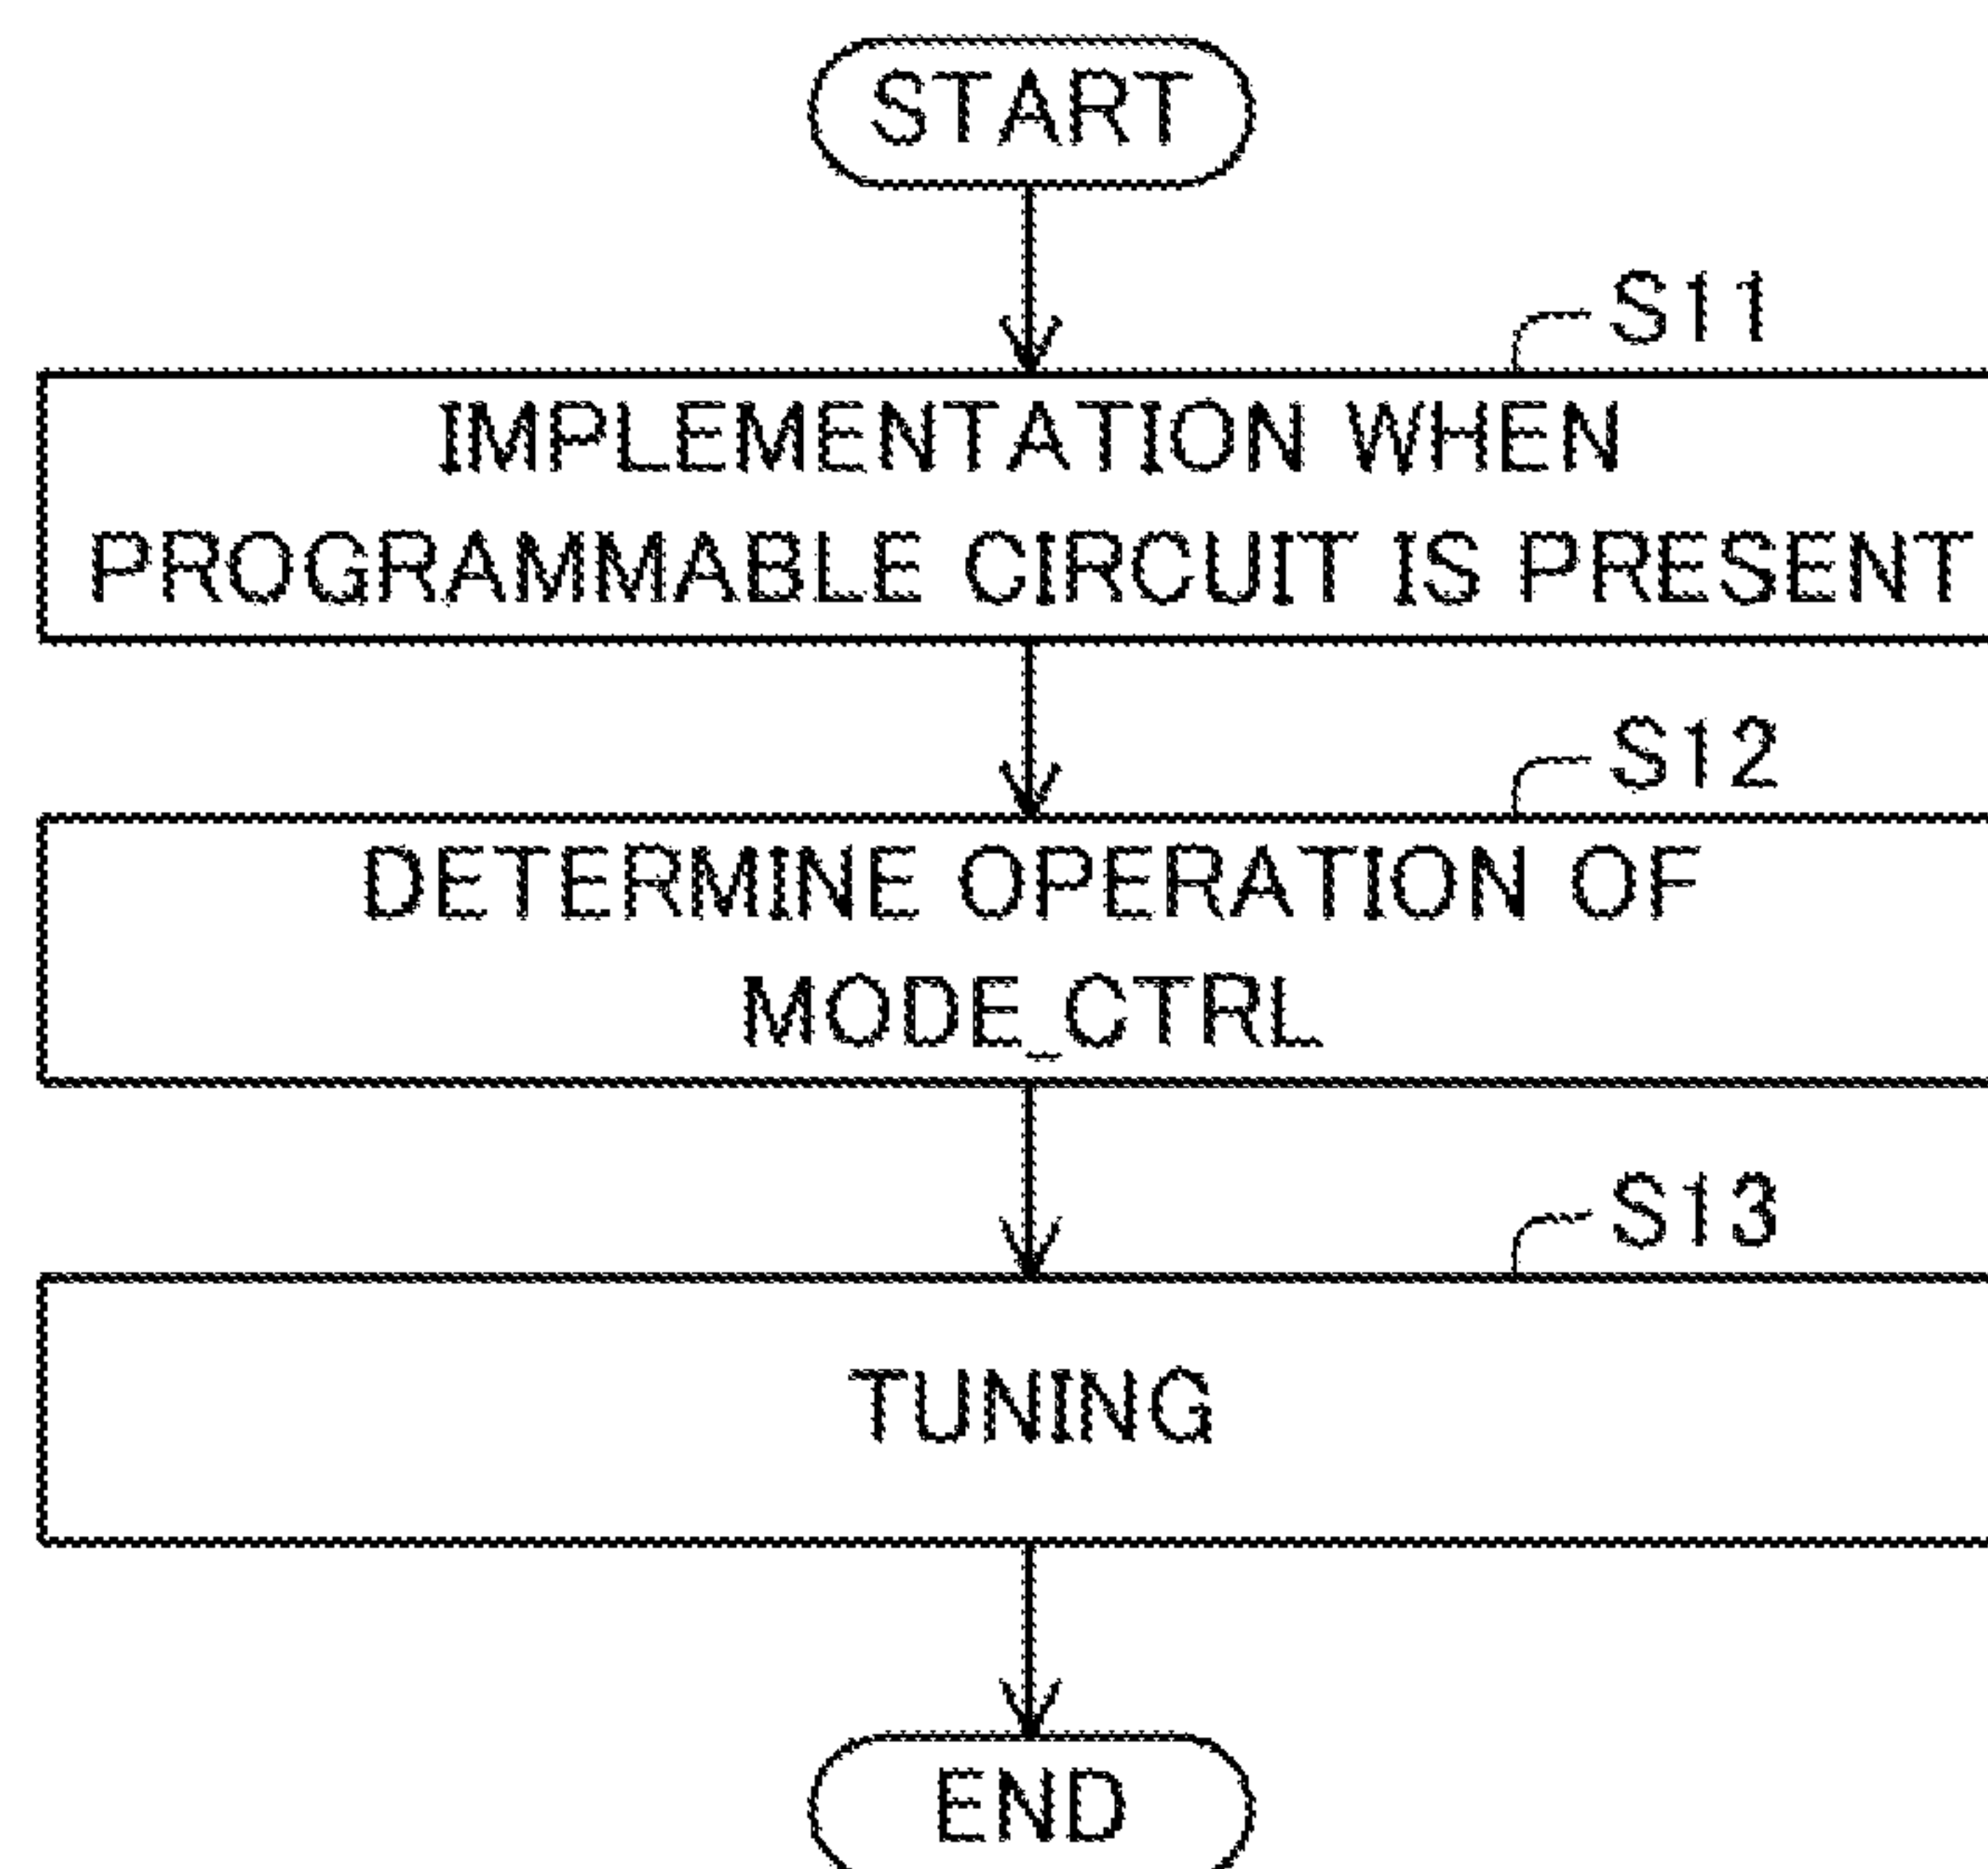 START
S11
IMPLEMENTATION WHEN
PROGRAMMABLE CIRCUIT IS PRESENT
S12
DETERMINE OPERATION OF
MODE_CTRL
S13
TUNING
END